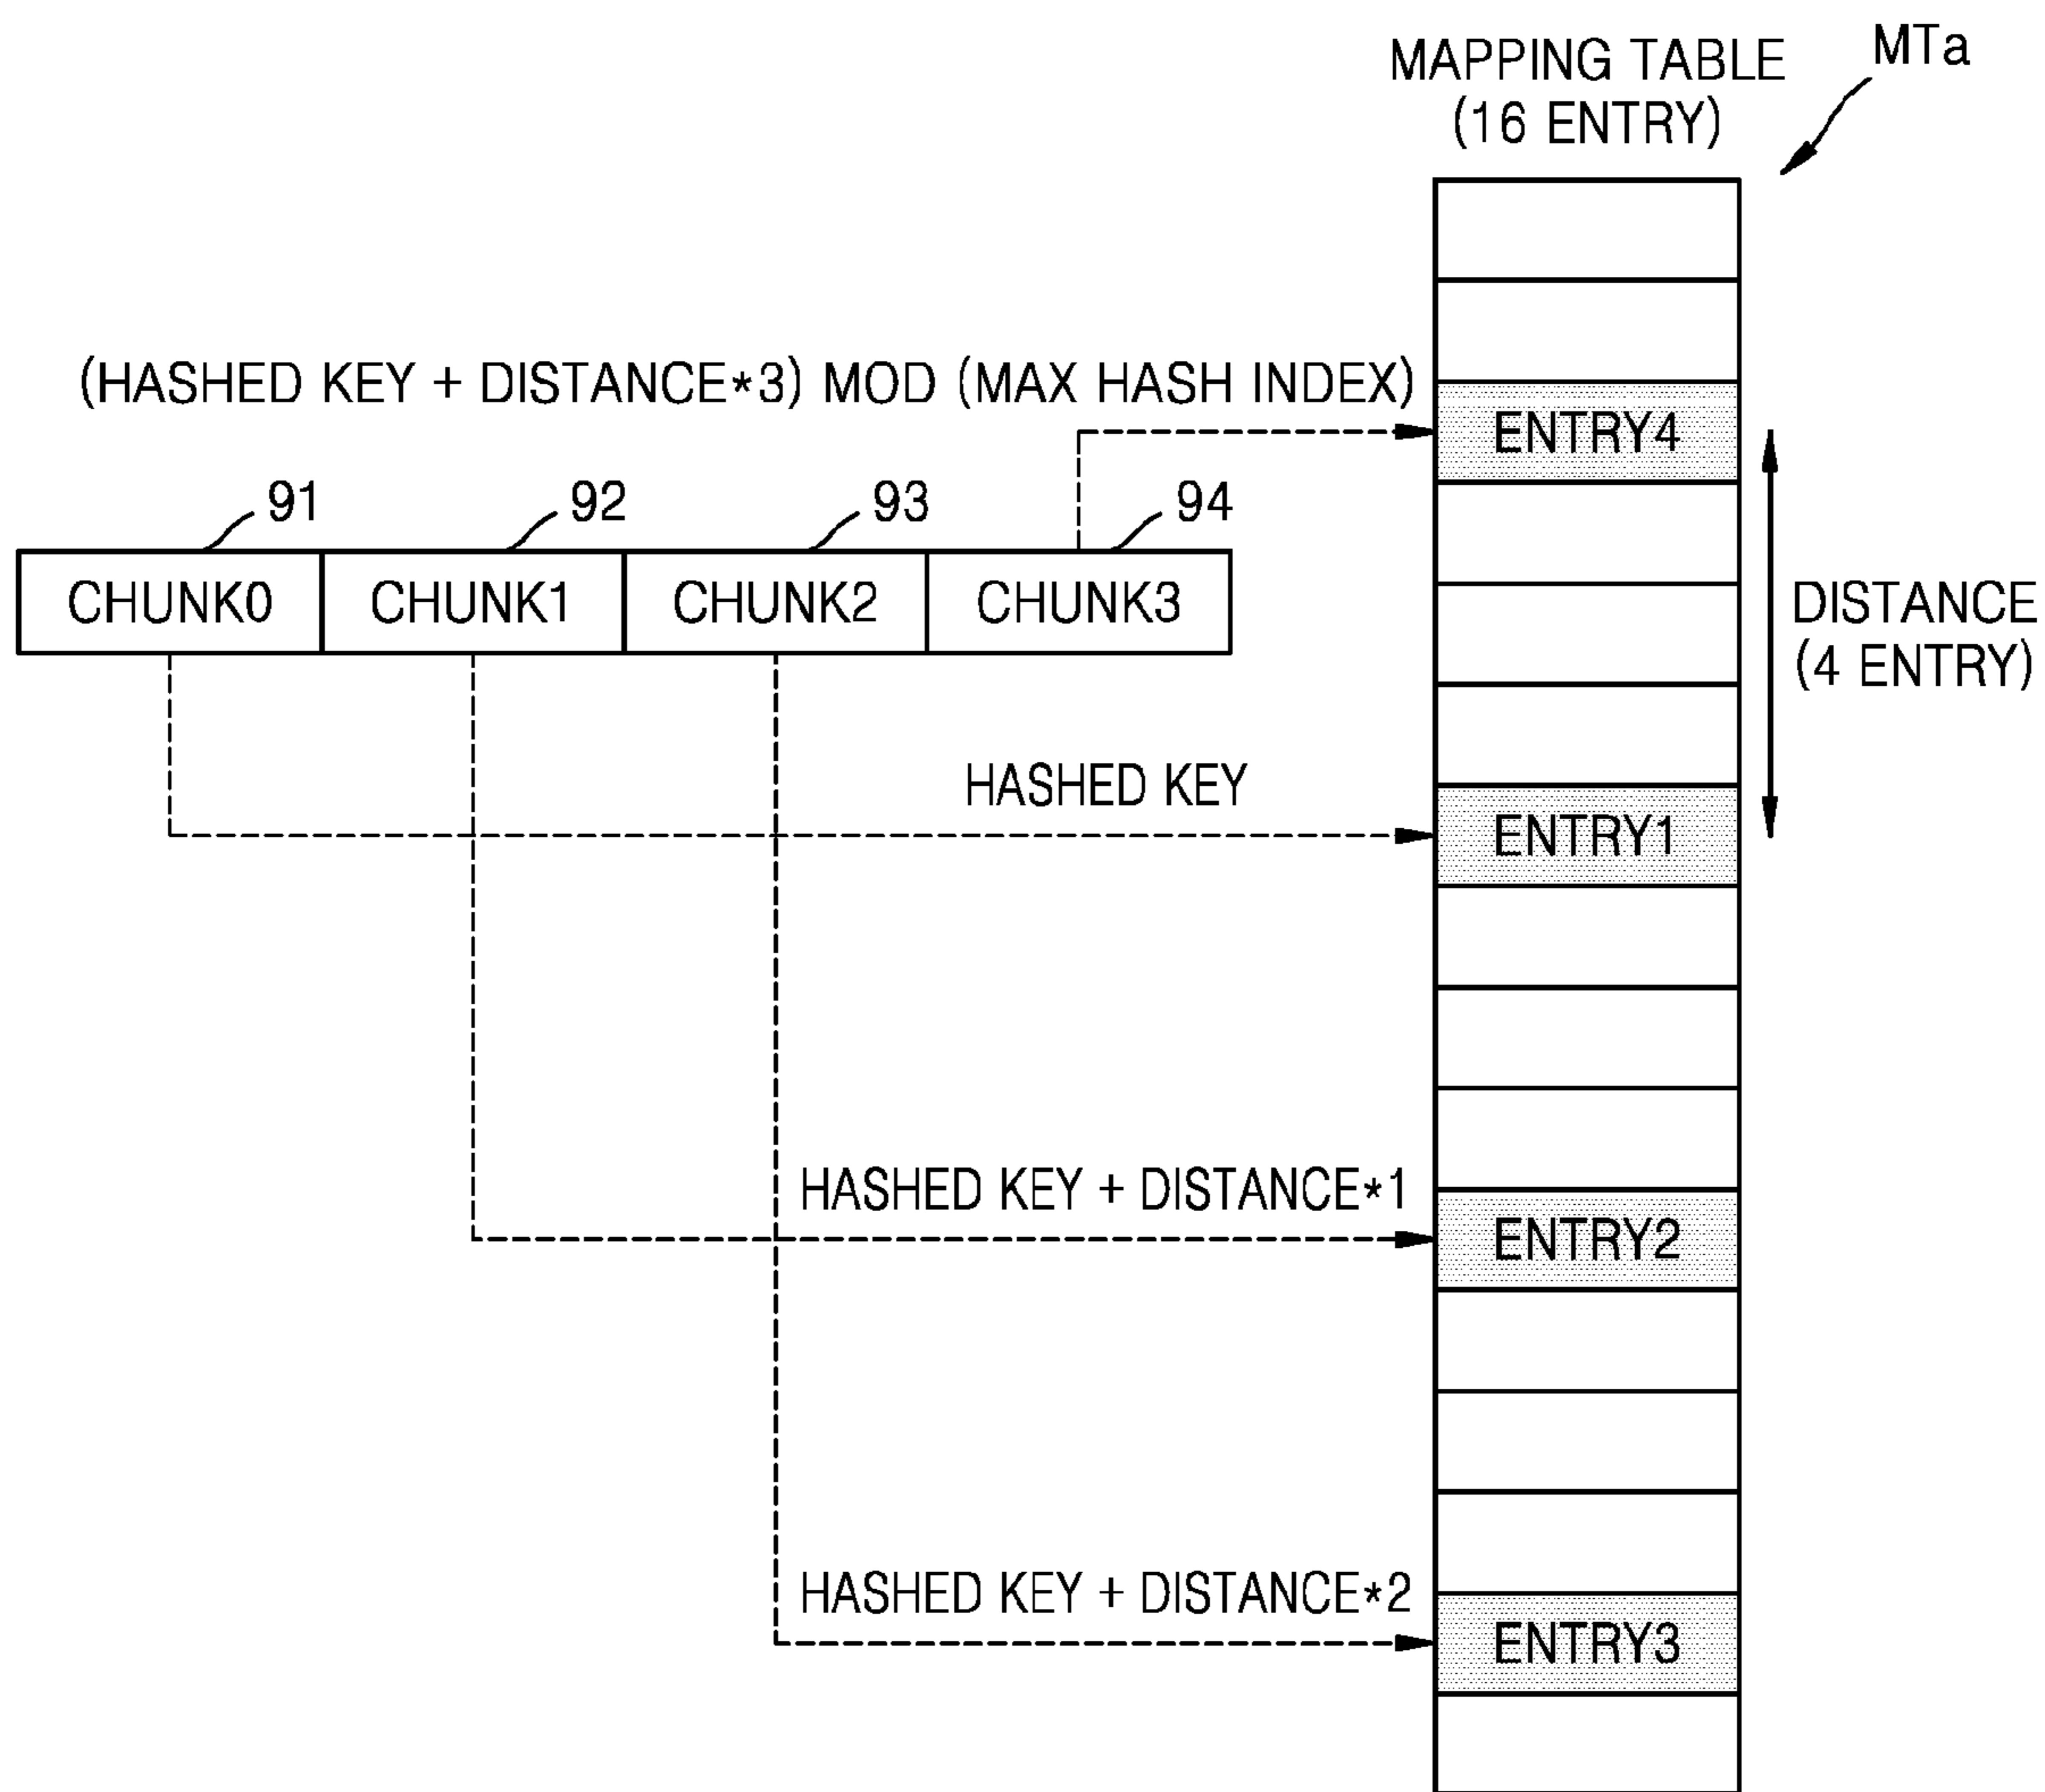 MAPPING TABLE
(16 ENTRY)
MTa
(HASHED KEY + DISTANCE*3) MOD (MAX HASH INDEX)
ENTRY4
91
92
93
94
CHUNK0
CHUNK1
CHUNK2
CHUNK3
DISTANCE
(4 ENTRY)
HASHED KEY
ENTRY1
HASHED KEY + DISTANCE*1
ENTRY2
HASHED KEY + DISTANCE*2
ENTRY3